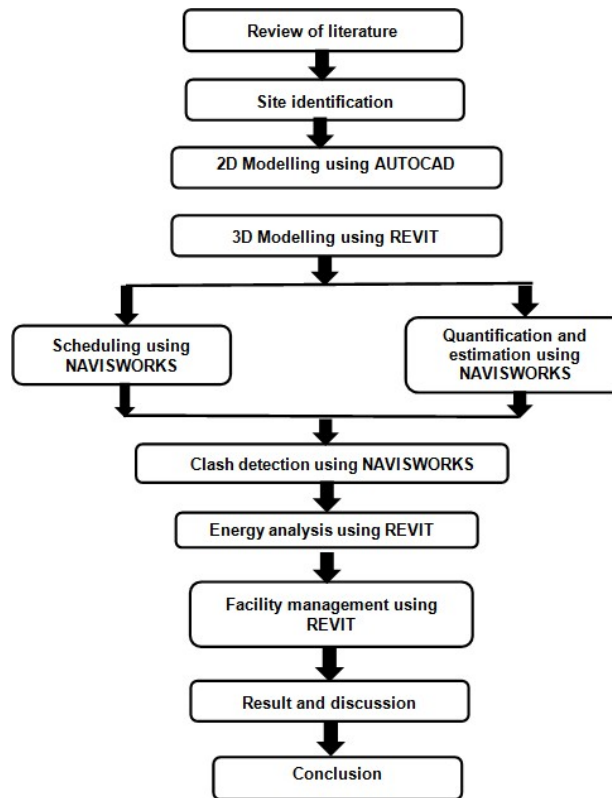 Review of literature
Site identification
2D Modelling using AUTOCAD
3D Modelling using REVIT
Scheduling using
NAVISWORKS
Quantification and
estimation using
NAVISWORKS
Clash detection using NAVISWORKS
Energy analysis using REVIT
Facility management using
REVIT
Result and discussion
Conclusion